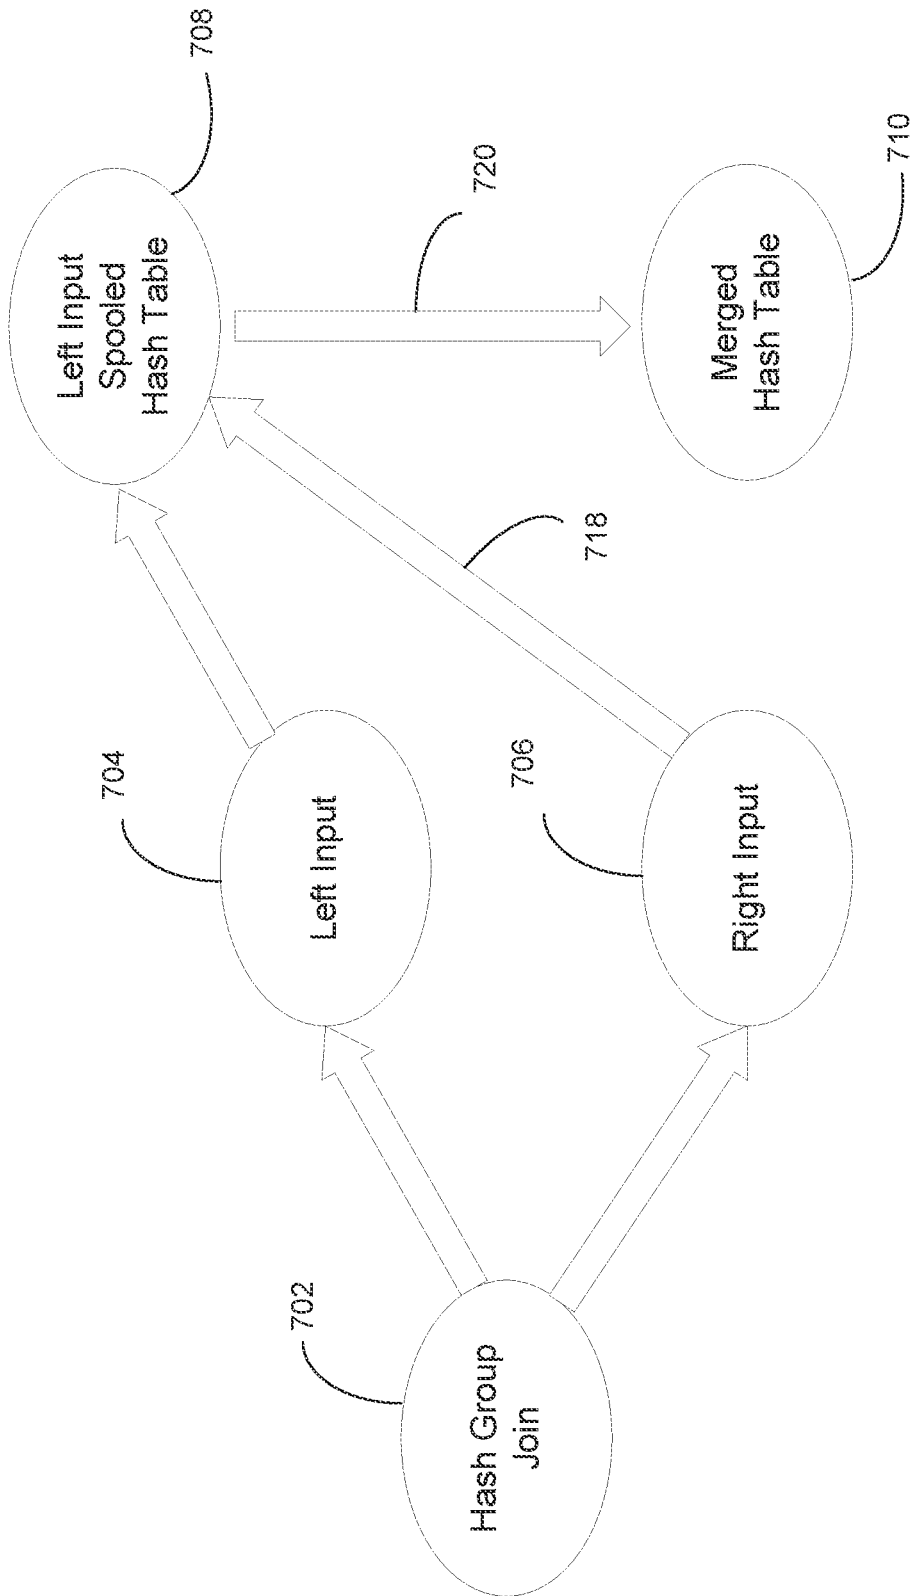 708
Left Input
Spooled
Hash Table
720
704
Left Input
718
Merged
Hash Table
710
706
Right Input
702
Hash Group
Join